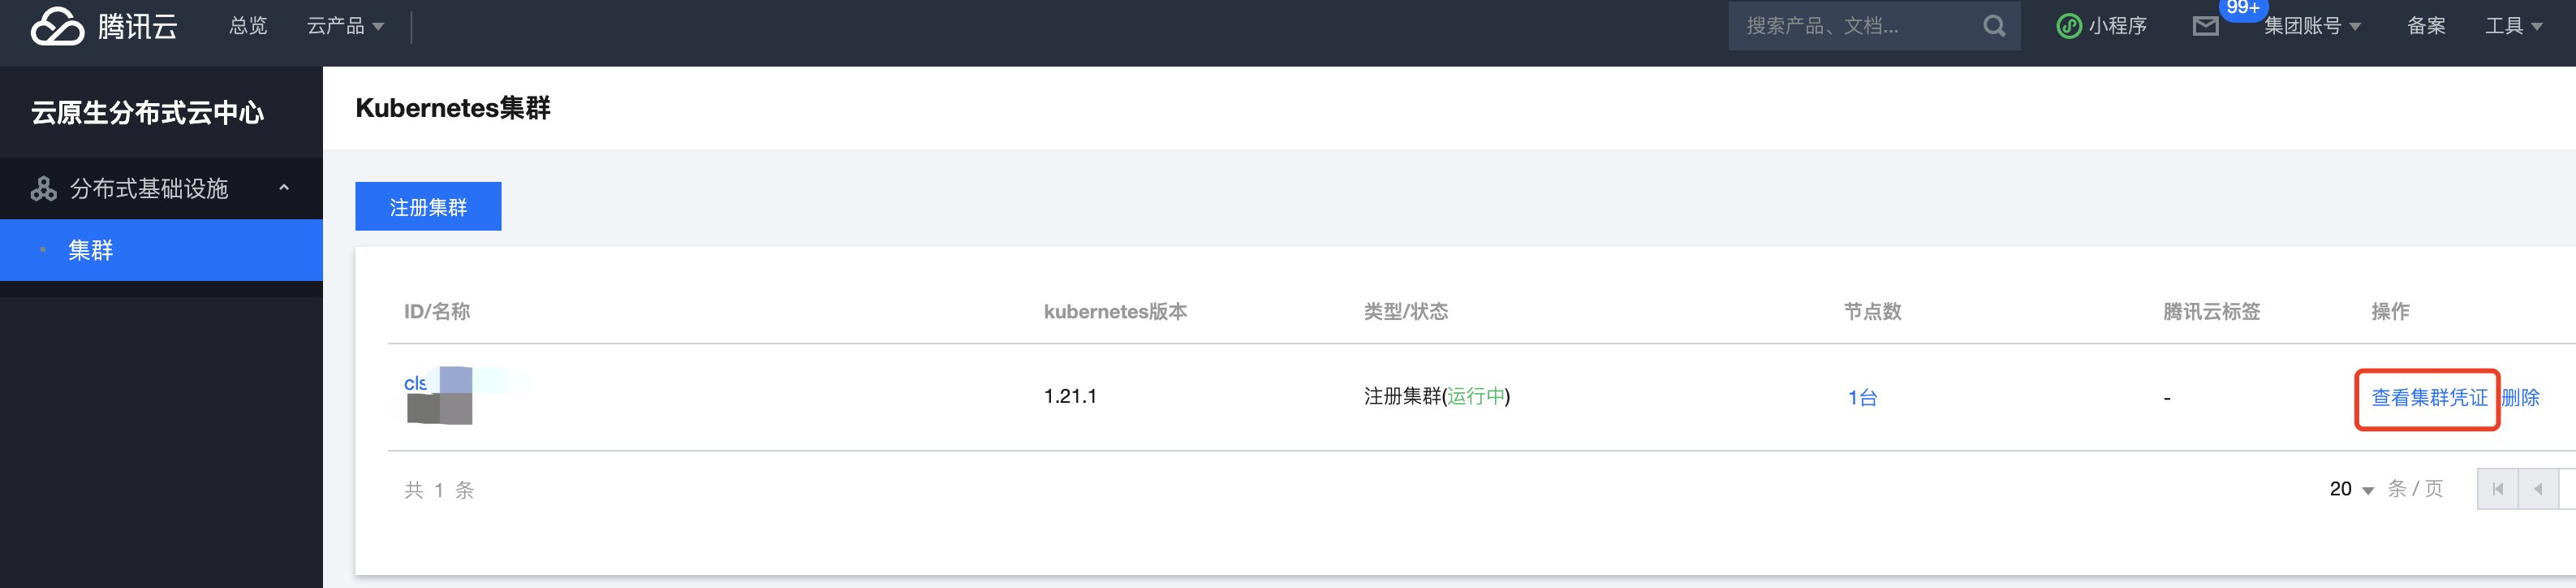 腾讯云
总览
云产品
搜索产品、文档...
小程序
99+
集团账号
备案
工具
云原生分布式云中心
分布式基础设施
集群
Kubernetes集群
注册集群
ID/名称
kubernetes版本
类型/状态
节点数
腾讯云标签
操作
cls
1.21.1
注册集群(运行中)
1台
-
查看集群凭证 删除
共 1 条
20 条 / 页